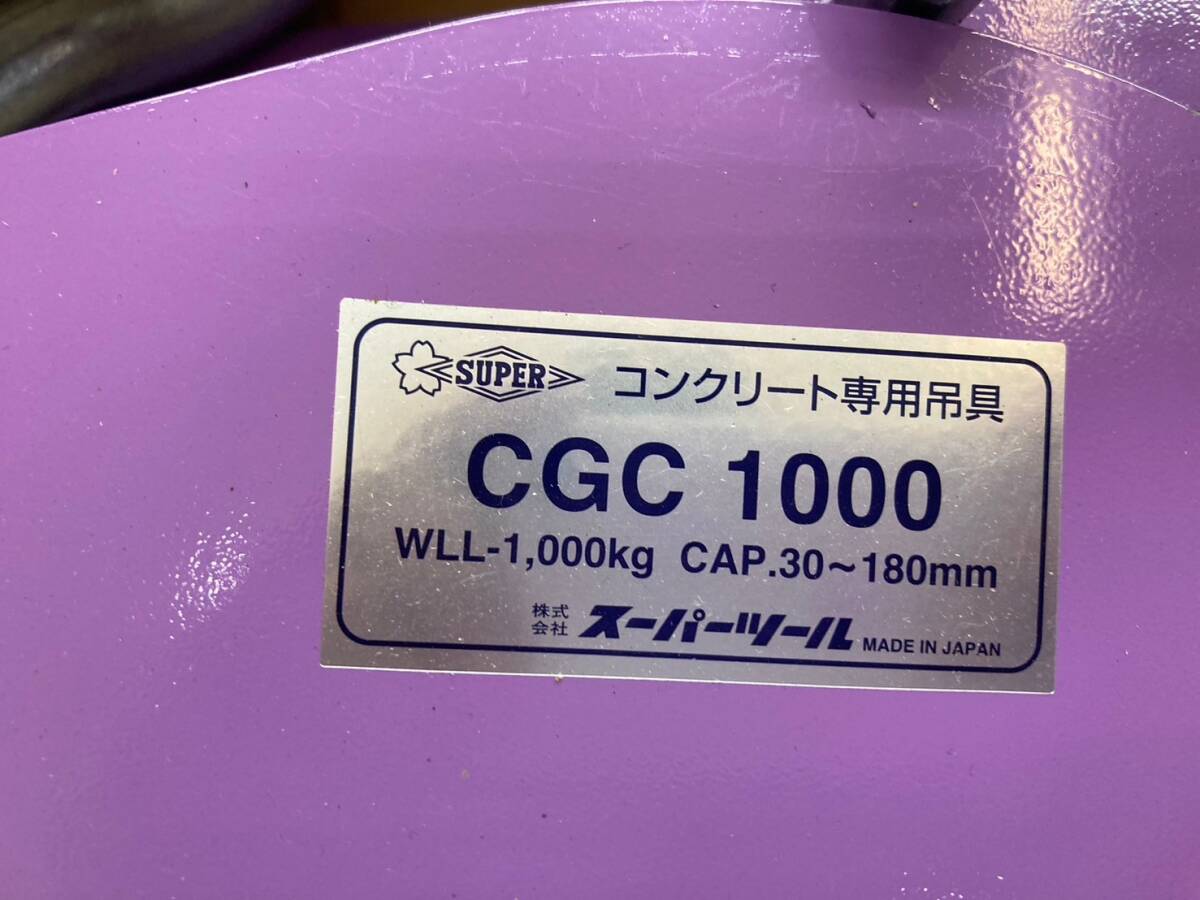 SUPER コンクリート専用吊具
CGC 1000
WLL-1,000kg CAP.30~180mm
株式会社 スーパーツール MADE IN JAPAN